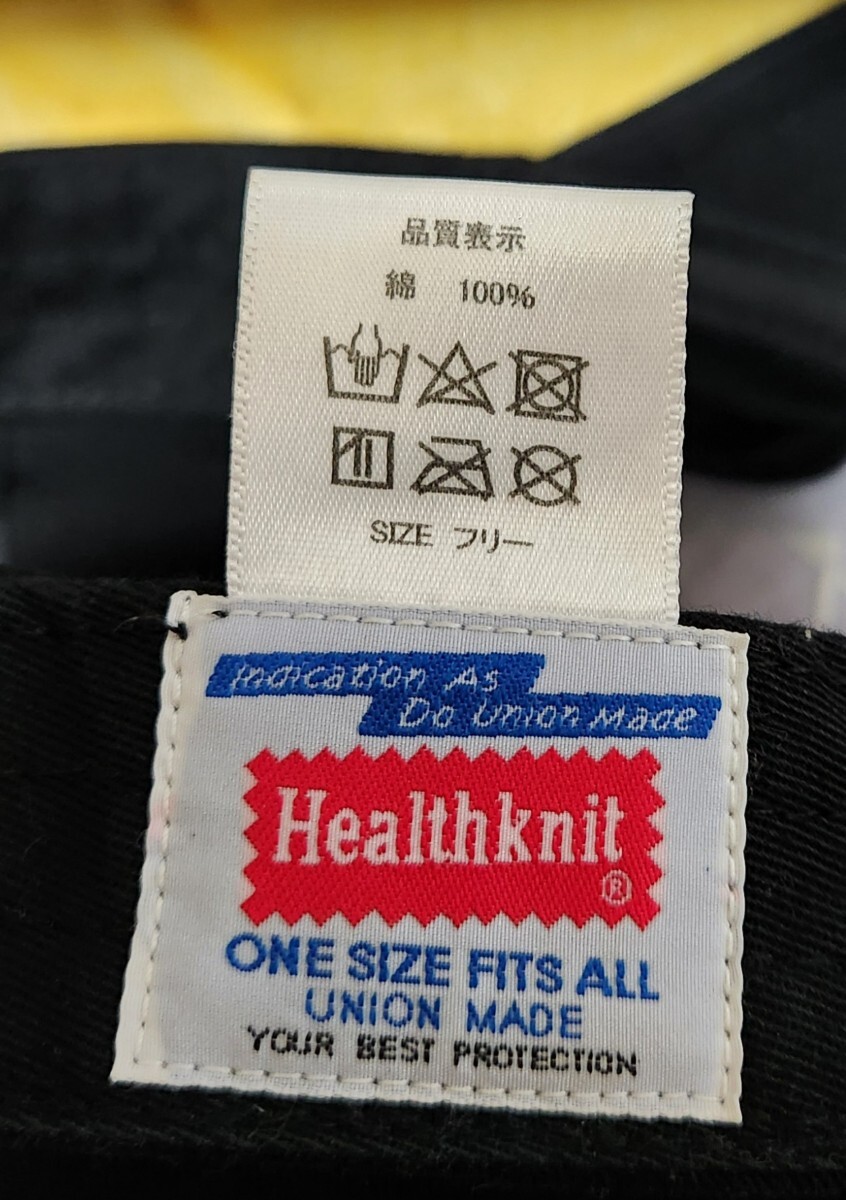 品質表示
綿 100%
SIZE フリー
Indication As
Do Union Made
Healthknit
®
ONE SIZE FITS ALL
UNION MADE
YOUR BEST PROTECTION